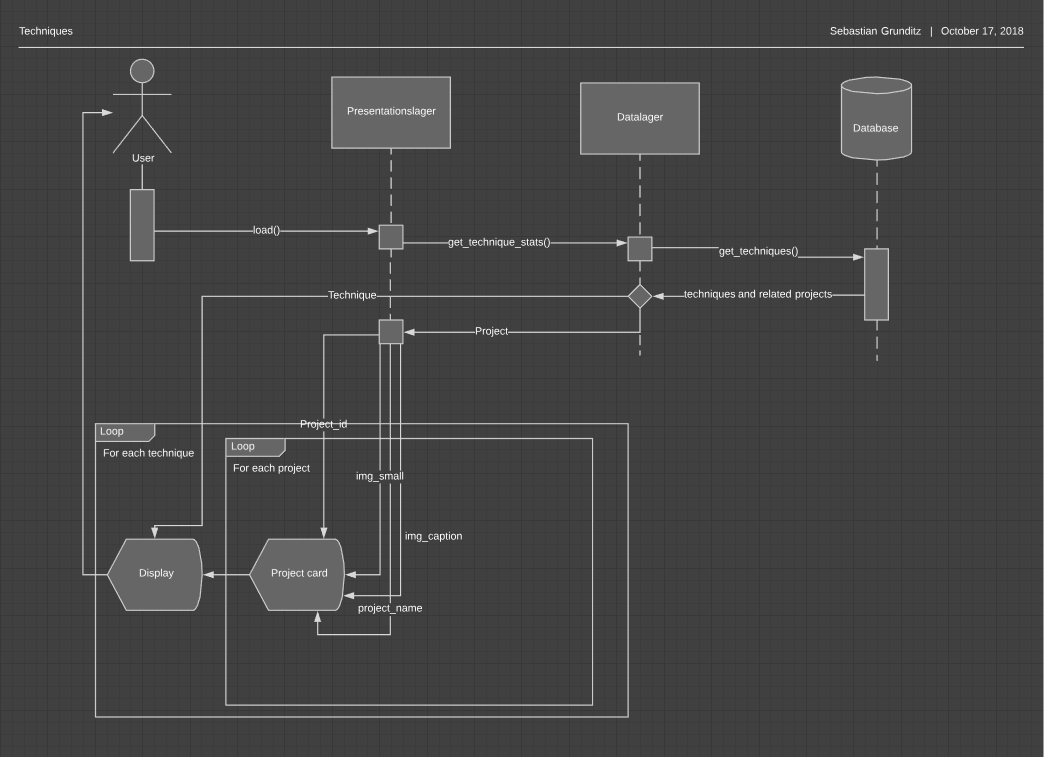 Techniques
Sebastian Grunditz | October 17, 2018
Presentationslager
Datalager
Database
User
load()
get_technique_stats()
get_techniques()
Technique
techniques and related projects
Project
Project_id
Loop
For each technique
Loop
For each project
img_small
img_caption
Display
Project card
project_name